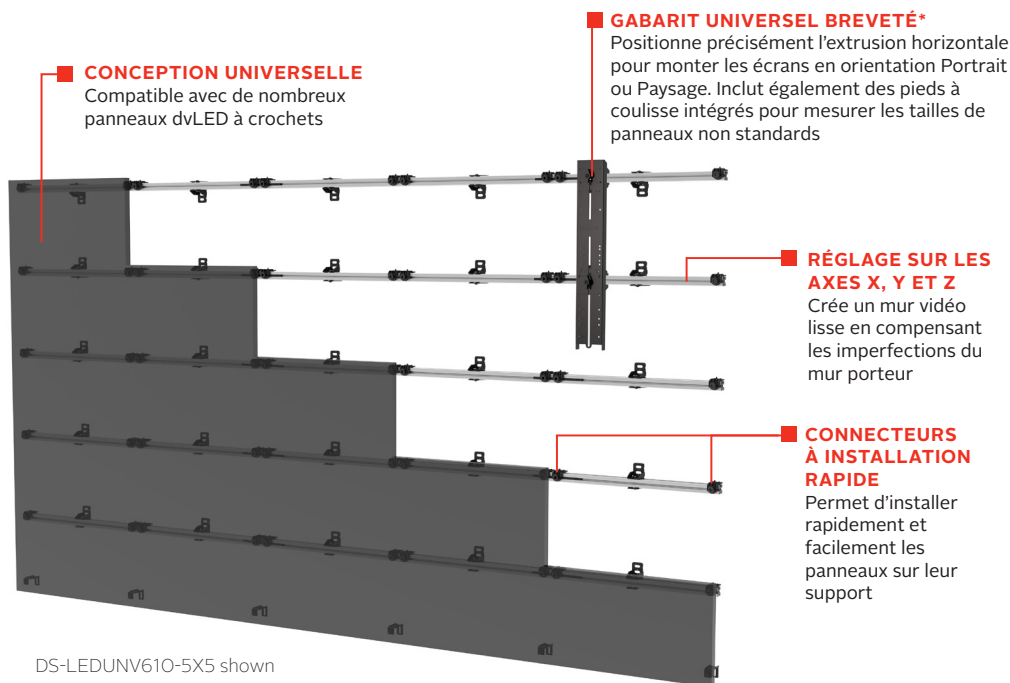 GABARIT UNIVERSEL BREVETÉ*
Positionne précisément l’extrusion horizontale
pour monter les écrans en orientation Portrait
ou Paysage. Inclut également des pieds à
coulisse intégrés pour mesurer les tailles de
panneaux non standards
CONCEPTION UNIVERSELLE
Compatible avec de nombreux
panneaux dvLED à crochets
RÉGLAGE SUR LES
AXES X, Y ET Z
Crée un mur vidéo
lisse en compensant
les imperfections du
mur porteur
CONNECTEURS
À INSTALLATION
RAPIDE
Permet d’installer
rapidement et
facilement les
panneaux sur leur
support
DS-LEDUNV610-5X5 shown